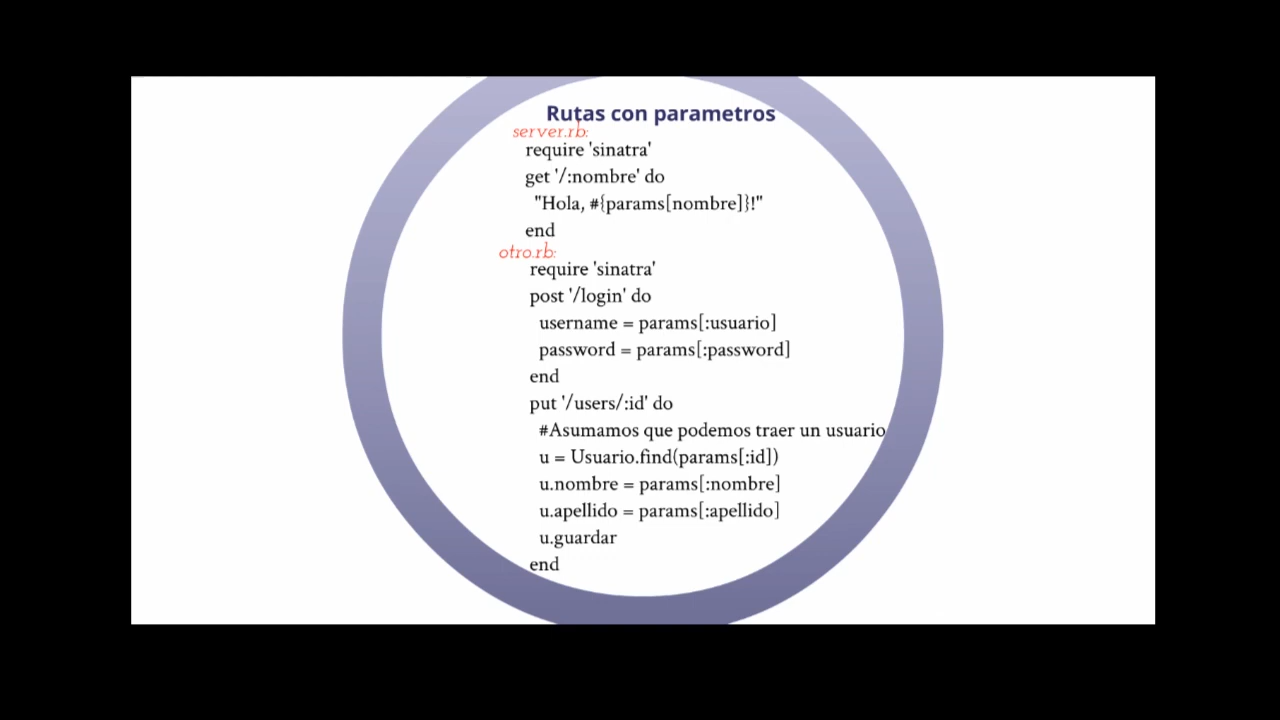 Rutas con parametros
server.rb:
require 'sinatra'
get '/:nombre' do
"Hola, #{params[nombre]}!"
end
otro.rb:
require 'sinatra'
post '/login' do
username = params[:usuario]
password = params[:password]
end
put '/users/:id' do
#Asumamos que podemos traer un usuario
u = Usuario.find(params[:id])
u.nombre = params[:nombre]
u.apellido = params[:apellido]
u.guardar
end